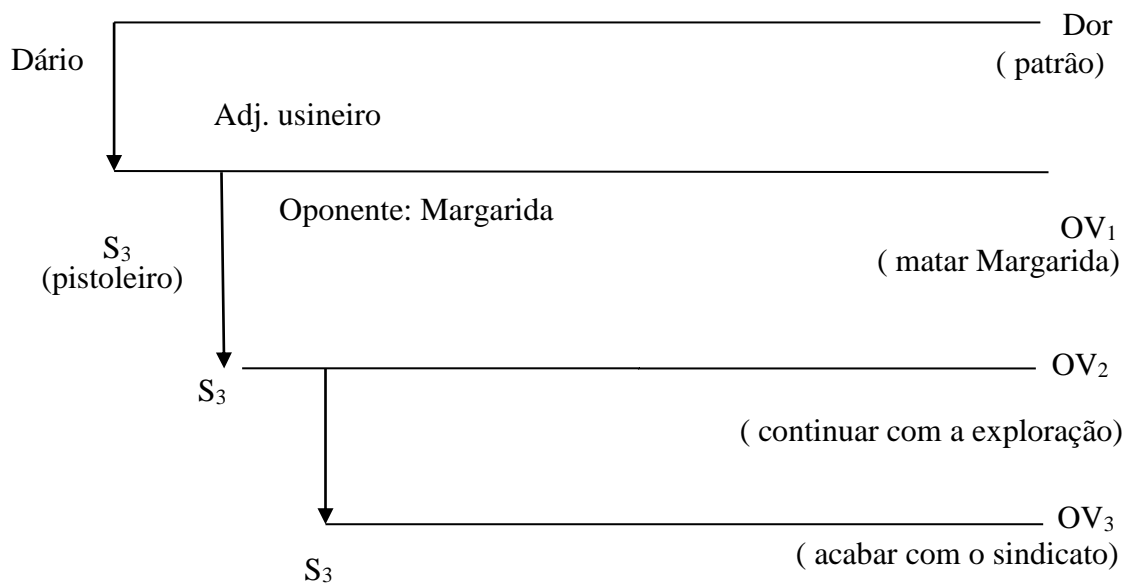 Dor
Dário
( patrâo)
Adj. usineiro
Oponente: Margarida
OV₁
S₃
(pistoleiro)
( matar Margarida)
OV₂
S₃
( continuar com a exploração)
OV₃
( acabar com o sindicato)
S₃